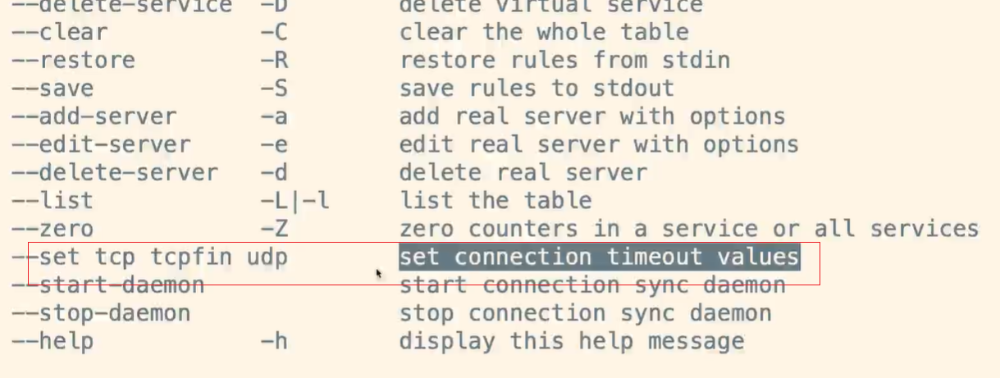 --delete-service  -D        delete virtual service
--clear           -C        clear the whole table
--restore         -R        restore rules from stdin
--save            -S        save rules to stdout
--add-server      -a        add real server with options
--edit-server     -e        edit real server with options
--delete-server   -d        delete real server
--list            -L|-l     list the table
--zero            -Z        zero counters in a service or all services
--set tcp tcpfin udp        set connection timeout values
--start-daemon              start connection sync daemon
--stop-daemon               stop connection sync daemon
--help            -h        display this help message